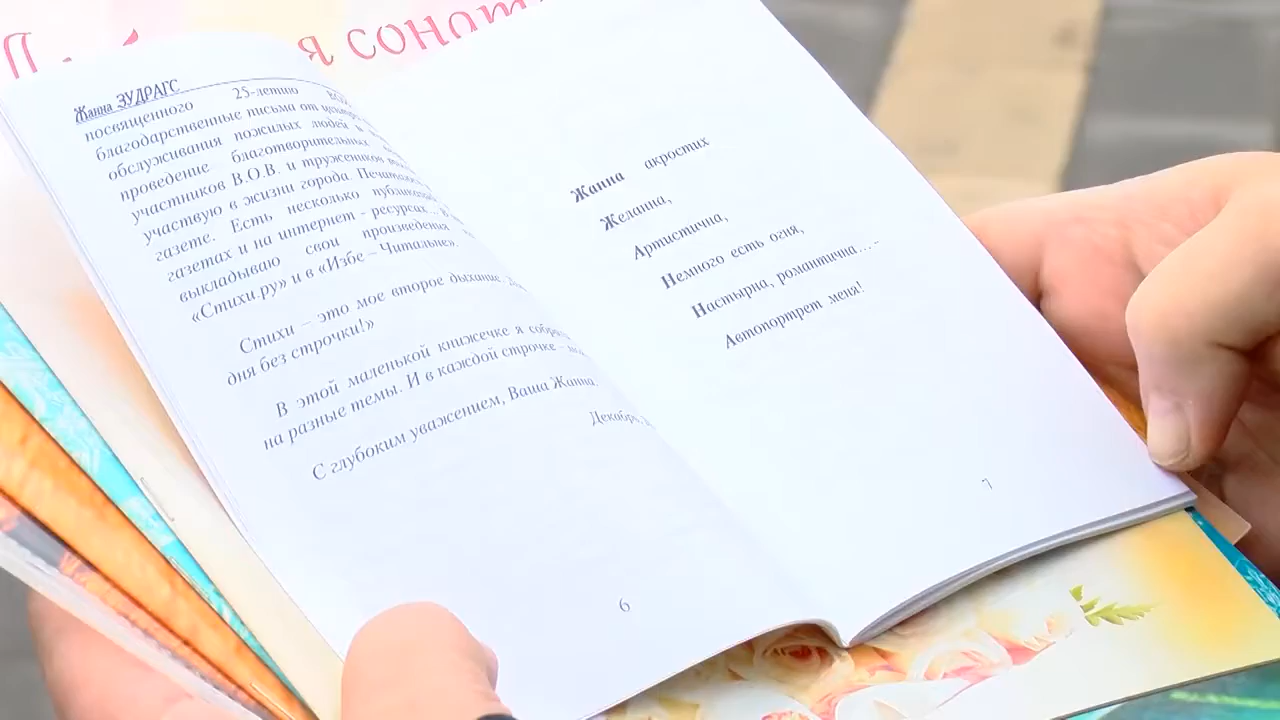 я сонат
Жанна ЗУДРАГС
посвященного 25-летию
благодарственные письма от
обслуживания пожилых людей в
проведение благотворительных
участников В.О.В. и тружеников
участвую в жизни города.
газете. Есть несколько
газетах и на интернет - ресурсах...
выкладываю свои произведения
«Стихи.ру» и в «Избе – Читальне».
Стихи – это мое второе дыхание.
дня без строчки!»
В этой маленькой книжечке я
на разные темы. И в каждой строчке –
С глубоким уважением, Ваша Жанна.
Декабрь,
6
Жанна акростих
Желанна,
Артистична,
Немного есть огня,
Настырна, романтична... -
Автопортрет меня!
7